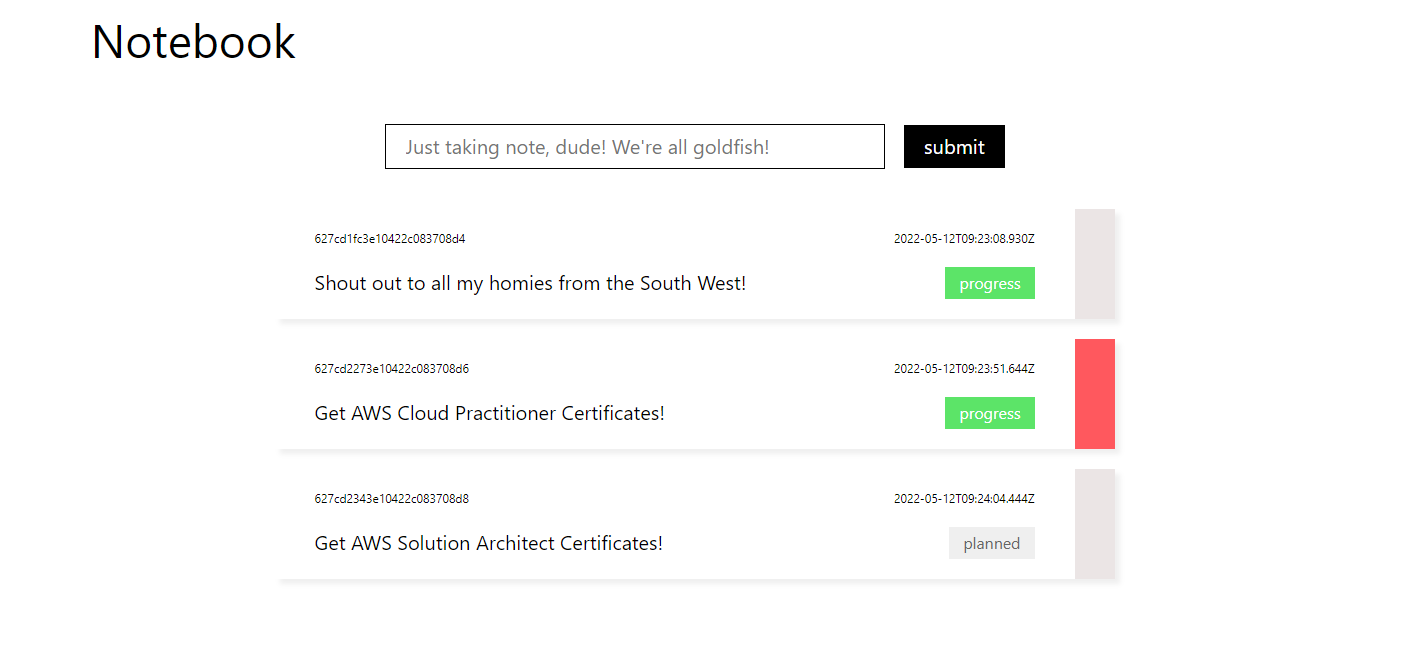 Notebook
Just taking note, dude! We're all goldfish!
submit
627cd1fc3e10422c083708d4
2022-05-12T09:23:08.930Z
Shout out to all my homies from the South West!
progress
627cd2273e10422c083708d6
2022-05-12T09:23:51.644Z
Get AWS Cloud Practitioner Certificates!
progress
627cd2343e10422c083708d8
2022-05-12T09:24:04.444Z
Get AWS Solution Architect Certificates!
planned